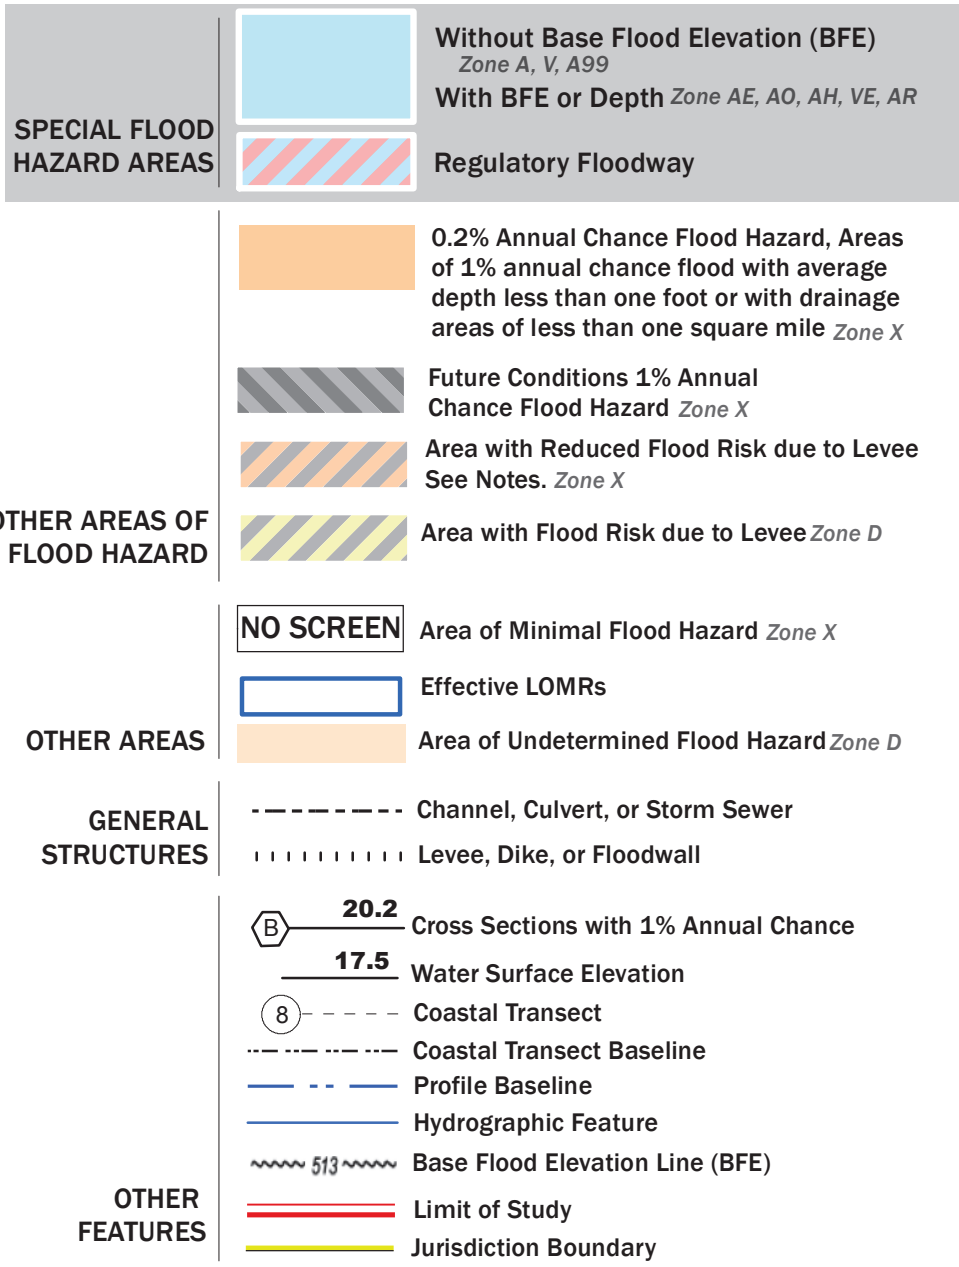 SPECIAL FLOOD
HAZARD AREAS
Without Base Flood Elevation (BFE)
Zone A, V, A99
With BFE or Depth Zone AE, AO, AH, VE, AR
Regulatory Floodway
OTHER AREAS OF
FLOOD HAZARD
0.2% Annual Chance Flood Hazard, Areas
of 1% annual chance flood with average
depth less than one foot or with drainage
areas of less than one square mile Zone X
Future Conditions 1% Annual
Chance Flood Hazard Zone X
Area with Reduced Flood Risk due to Levee
See Notes. Zone X
Area with Flood Risk due to Levee Zone D
OTHER AREAS
NO SCREEN Area of Minimal Flood Hazard Zone X
Effective LOMRs
Area of Undetermined Flood Hazard Zone D
GENERAL
STRUCTURES
Channel, Culvert, or Storm Sewer
Levee, Dike, or Floodwall
OTHER
FEATURES
B 20.2 Cross Sections with 1% Annual Chance
17.5 Water Surface Elevation
8 Coastal Transect
Coastal Transect Baseline
Profile Baseline
Hydrographic Feature
513 Base Flood Elevation Line (BFE)
Limit of Study
Jurisdiction Boundary